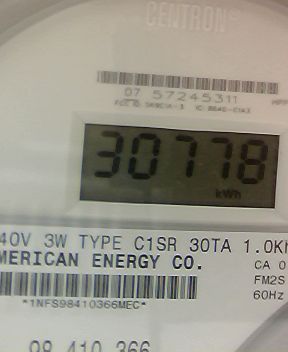 CENTRON®
07 57245311
30778
kWh
40V 3W TYPE C1SR 30TA 1.0Kh
MERICAN ENERGY CO.
CA 0
FM2S
60Hz
*1NFS98410366MEC*
98 410 366